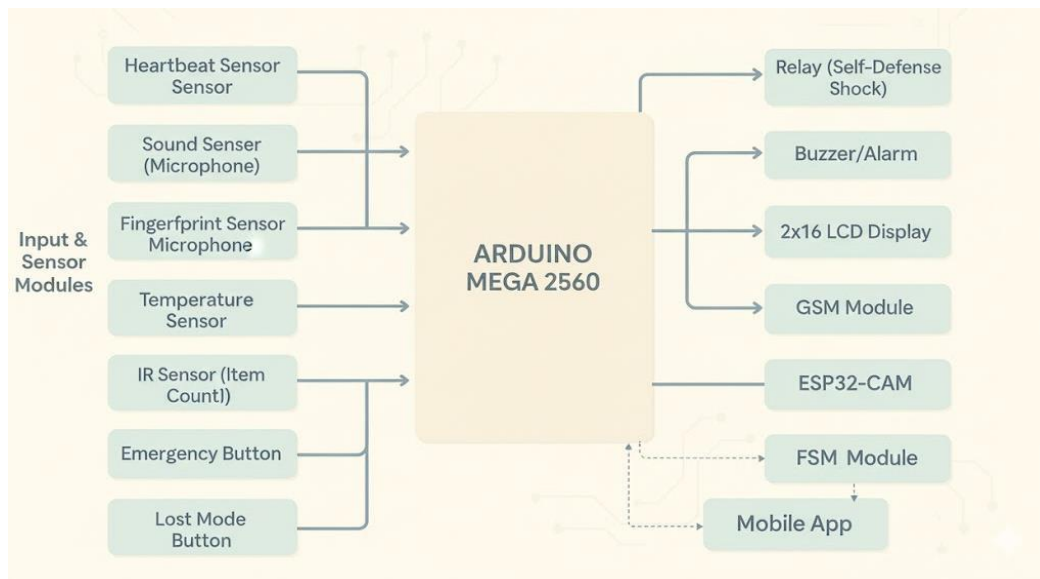 Input &
Sensor
Modules
Heartbeat Sensor
Sensor
Sound Senser
(Microphone)
Fingerfprint Sensor
Microphone
Temperature
Sensor
IR Sensor (Item
Count))
Emergency Button
Lost Mode
Button
ARDUINO
MEGA 2560
Relay (Self-Defense
Shock)
Buzzer/Alarm
2x16 LCD Display
GSM Module
ESP32-CAM
FSM Module
Mobile App